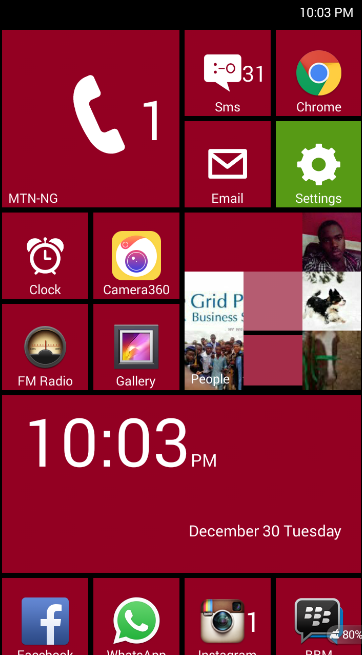 10:03 PM
1
MTN-NG
:-o
31
Sms
Chrome
Email
Settings
Clock
Camera360
Grid P
Business S
People
FM Radio
Gallery
10:03 PM
December 30 Tuesday
1
80%
Facebook
WhatsApp
Instagram
BBM